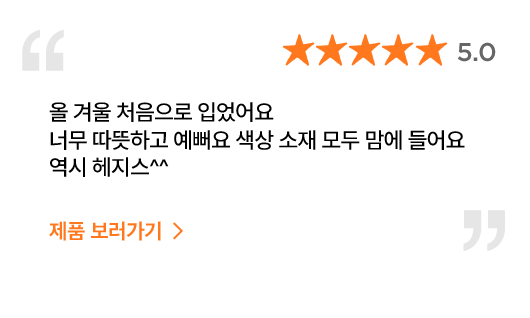 5.0
올 겨울 처음으로 입었어요
너무 따뜻하고 예뻐요 색상 소재 모두 맘에 들어요
역시 헤지스^^
제품 보러가기 >